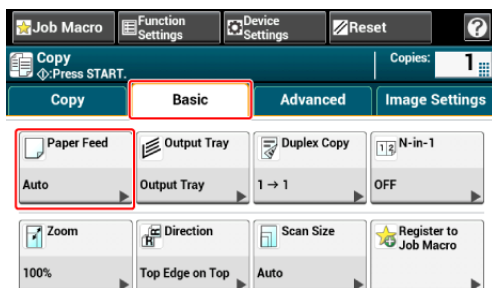 Job Macro
Function
Settings
Device
Settings
Reset
?
Copy
:Press START.
Copies:
1
Copy
Basic
Advanced
Image Settings
Paper Feed
Auto
Output Tray
Output Tray
Duplex Copy
1 → 1
N-in-1
OFF
Zoom
100%
Direction
Top Edge on Top
Scan Size
Auto
Register to
Job Macro